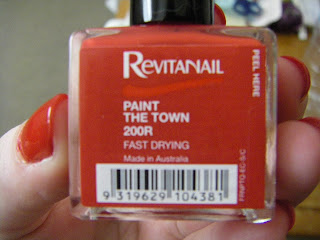 REVITANAIL
PAINT
THE TOWN
200R
FAST DRYING
Made in Australia
9 319629 104381
PEEL HERE